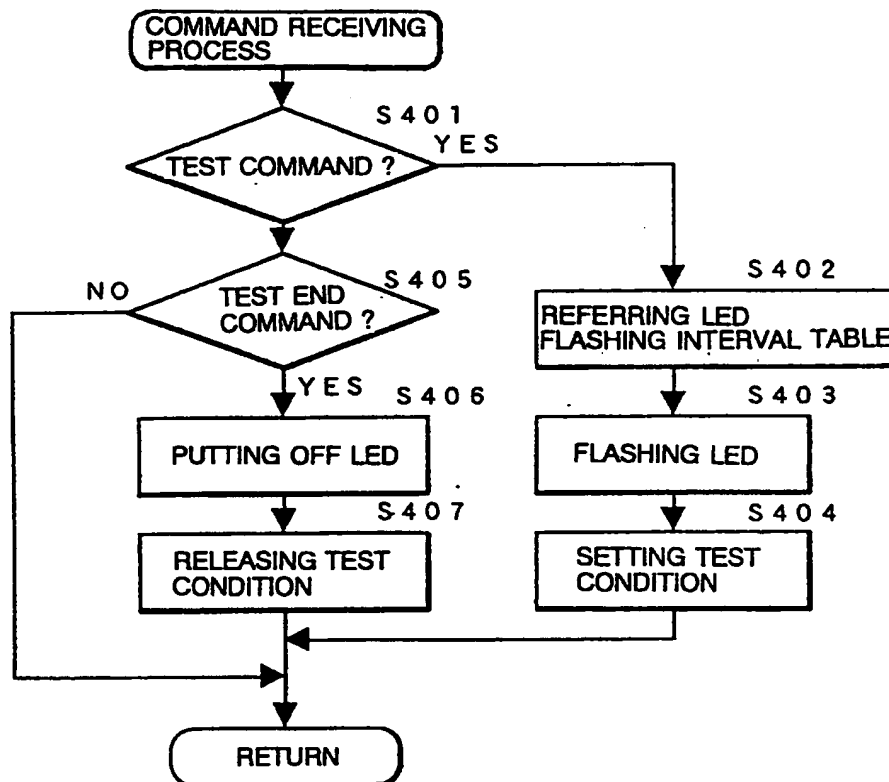 COMMAND RECEIVING
PROCESS
S401
YES
TEST COMMAND ?
S405
NO
TEST END
COMMAND ?
YES
S402
REFERRING LED
FLASHING INTERVAL TABLE
S406
PUTTING OFF LED
S403
FLASHING LED
S407
RELEASING TEST
CONDITION
S404
SETTING TEST
CONDITION
RETURN